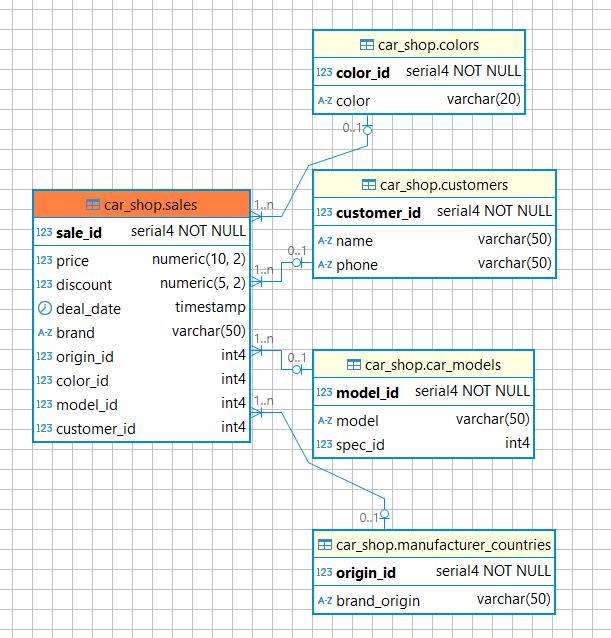 car_shop.colors
123 color_id serial4 NOT NULL
A-Z color varchar(20)
0..1
car_shop.customers
123 customer_id serial4 NOT NULL
A-Z name varchar(50)
A-Z phone varchar(50)
0..1
car_shop.sales
123 sale_id serial4 NOT NULL
123 price numeric(10, 2)
123 discount numeric(5, 2)
deal_date timestamp
A-Z brand varchar(50)
123 origin_id int4
123 color_id int4
123 model_id int4
123 customer_id int4
1..n
1..n
1..n
1..n
0..1
car_shop.car_models
123 model_id serial4 NOT NULL
A-Z model varchar(50)
123 spec_id int4
0..1
car_shop.manufacturer_countries
123 origin_id serial4 NOT NULL
A-Z brand_origin varchar(50)